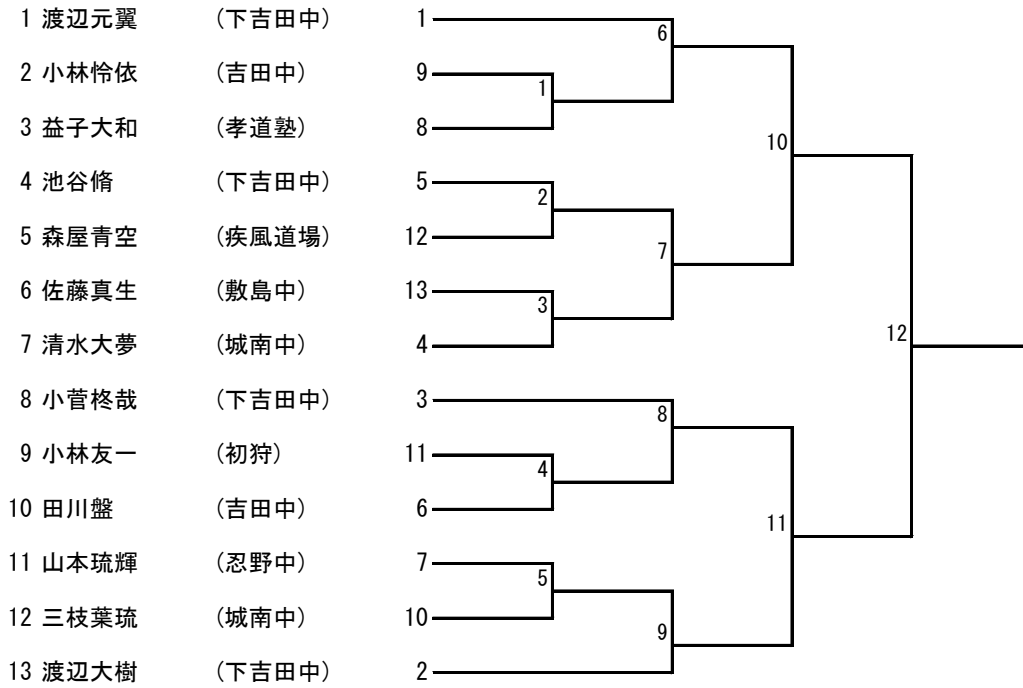 1 渡辺元翼 (下吉田中) 1
6
2 小林怜依 (吉田中) 9
1
3 益子大和 (孝道塾) 8
10
4 池谷脩 (下吉田中) 5
2
5 森屋青空 (疾風道場) 12
7
6 佐藤真生 (敷島中) 13
3
12
7 清水大夢 (城南中) 4
8 小菅柊哉 (下吉田中) 3
8
9 小林友一 (初狩) 11
4
10 田川盤 (吉田中) 6
11
11 山本琉輝 (忍野中) 7
5
12 三枝葉琉 (城南中) 10
9
13 渡辺大樹 (下吉田中) 2